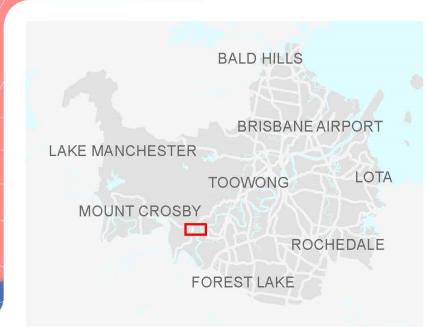 BALD HILLS
BRISBANE AIRPORT
LAKE MANCHESTER
TOOWONG
LOTA
MOUNT CROSBY
ROCHEDALE
FOREST LAKE